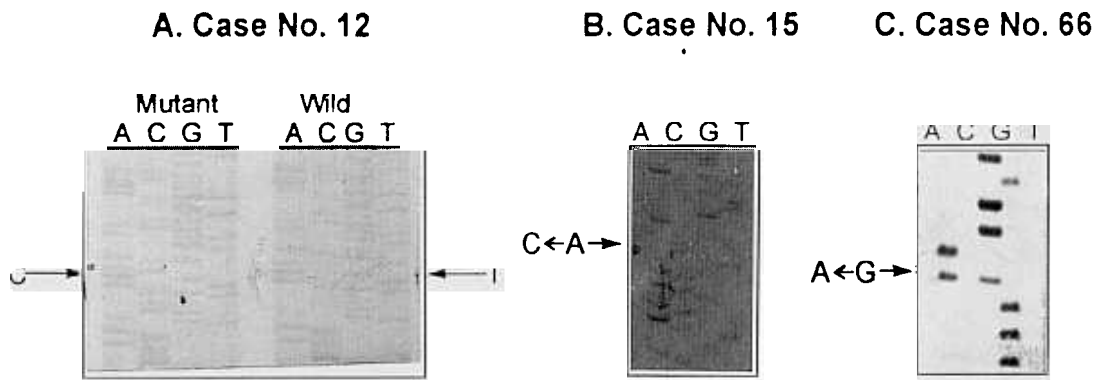 A. Case No. 12
B. Case No. 15
C. Case No. 66
Mutant
Wild
A C G T
A C G T
A C G T
A C G T
C←A→
A←G→